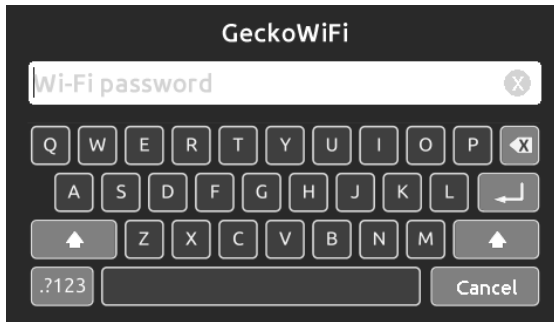 GeckoWiFi
Wi-Fi password
Q W E R T Y U I O P
A S D F G H J K L
Z X C V B N M
.?123 Cancel